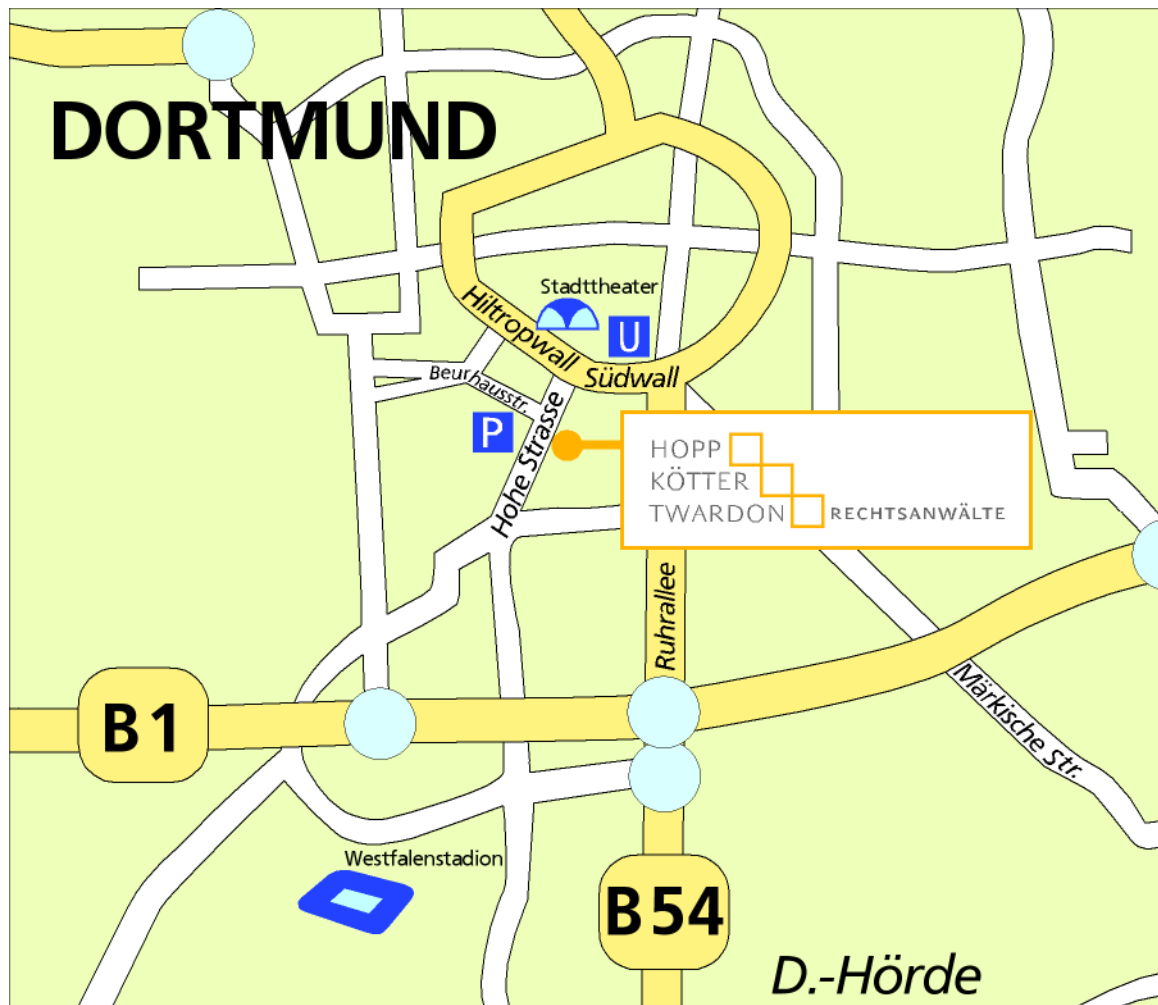 DORTMUND
Stadttheater
Hiltropwall
U
Südwall
Beurhausstr.
P
Hohe Strasse
HOPP
KÖTTER
TWARDON RECHTSANWÄLTE
Ruhrallee
B1
Märkische Str.
Westfalenstadion
B54
D.-Hörde